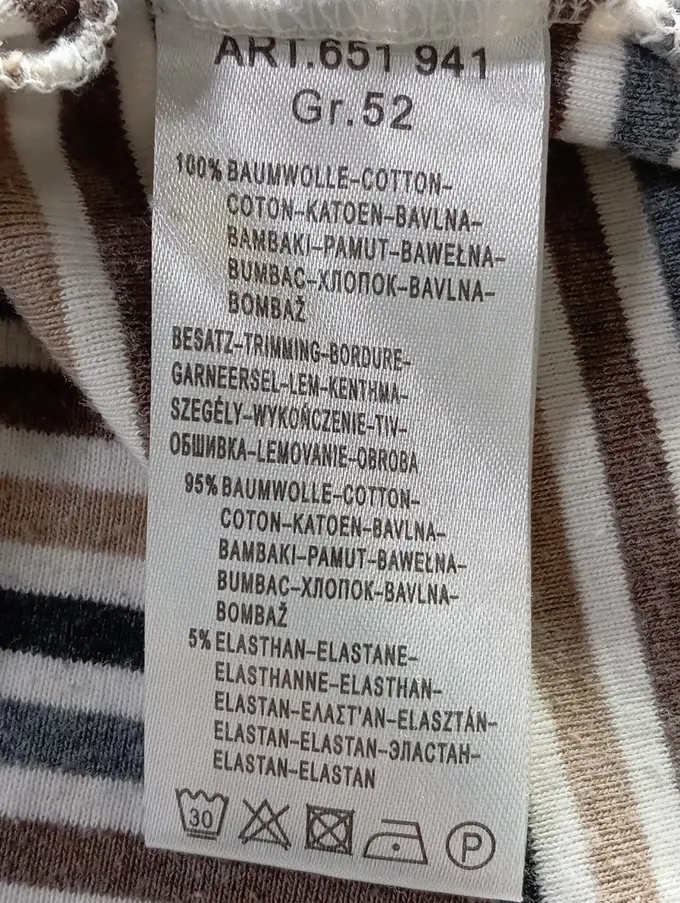 ART.651 941
Gr.52
100% BAUMWOLLE-COTTON-
COTON-KATOEN-BAVLNA-
BAMBAKI-PAMUT-BAWEŁNA-
BUMBAC-ХЛОПОК-BAVLNA-
BOMBAŽ
BESATZ-TRIMMING-BORDURE-
GARNEERSEL-LEM-KENTHMA-
SZEGÉLY-WYKOŃCZENIE-TIV-
ОБШИВКА-LEMOVANIE-OBROBA
95% BAUMWOLLE-COTTON-
COTON-KATOEN-BAVLNA-
BAMBAKI-PAMUT-BAWEŁNA-
BUMBAC-ХЛОПОК-BAVLNA-
BOMBAŽ
5% ELASTHAN-ELASTANE-
ELASTHANNE-ELASTHAN-
ELASTAN-ΕΛΑΣΤ'ΑΝ-ELASZTÁN-
ELASTAN-ELASTAN-ЭЛАСТАН-
ELASTAN-ELASTAN
30 P